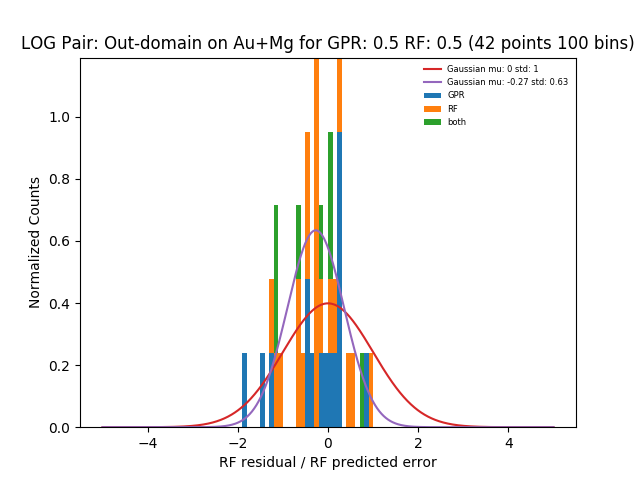 LOG Pair: Out-domain on Au+Mg for GPR: 0.5 RF: 0.5 (42 points 100 bins)
Gaussian mu: 0 std: 1
Gaussian mu: -0.27 std: 0.63
GPR
RF
both
Normalized Counts
1.0
0.8
0.6
0.4
0.2
0.0
−4 −2 0 2 4
RF residual / RF predicted error